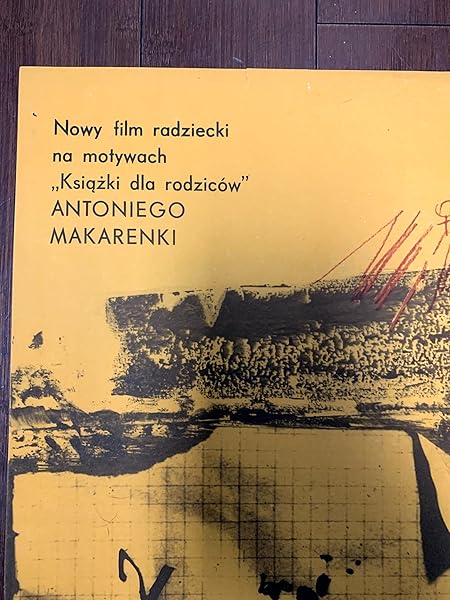 Nowy film radziecki
na motywach
„Książki dla rodziców”
ANTONIEGO
MAKARENKI